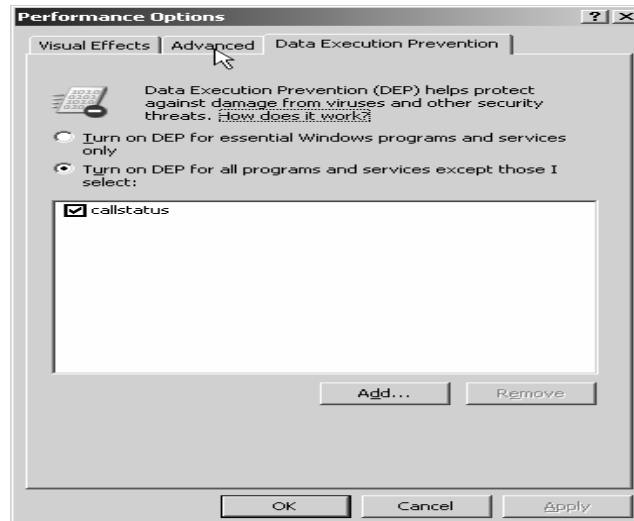 Performance Options
Visual Effects Advanced Data Execution Prevention
Data Execution Prevention (DEP) helps protect
against damage from viruses and other security
threats. How does it work?
Turn on DEP for essential Windows programs and services
only
Turn on DEP for all programs and services except those I
select:
callstatus
Add... Remove
OK Cancel Apply